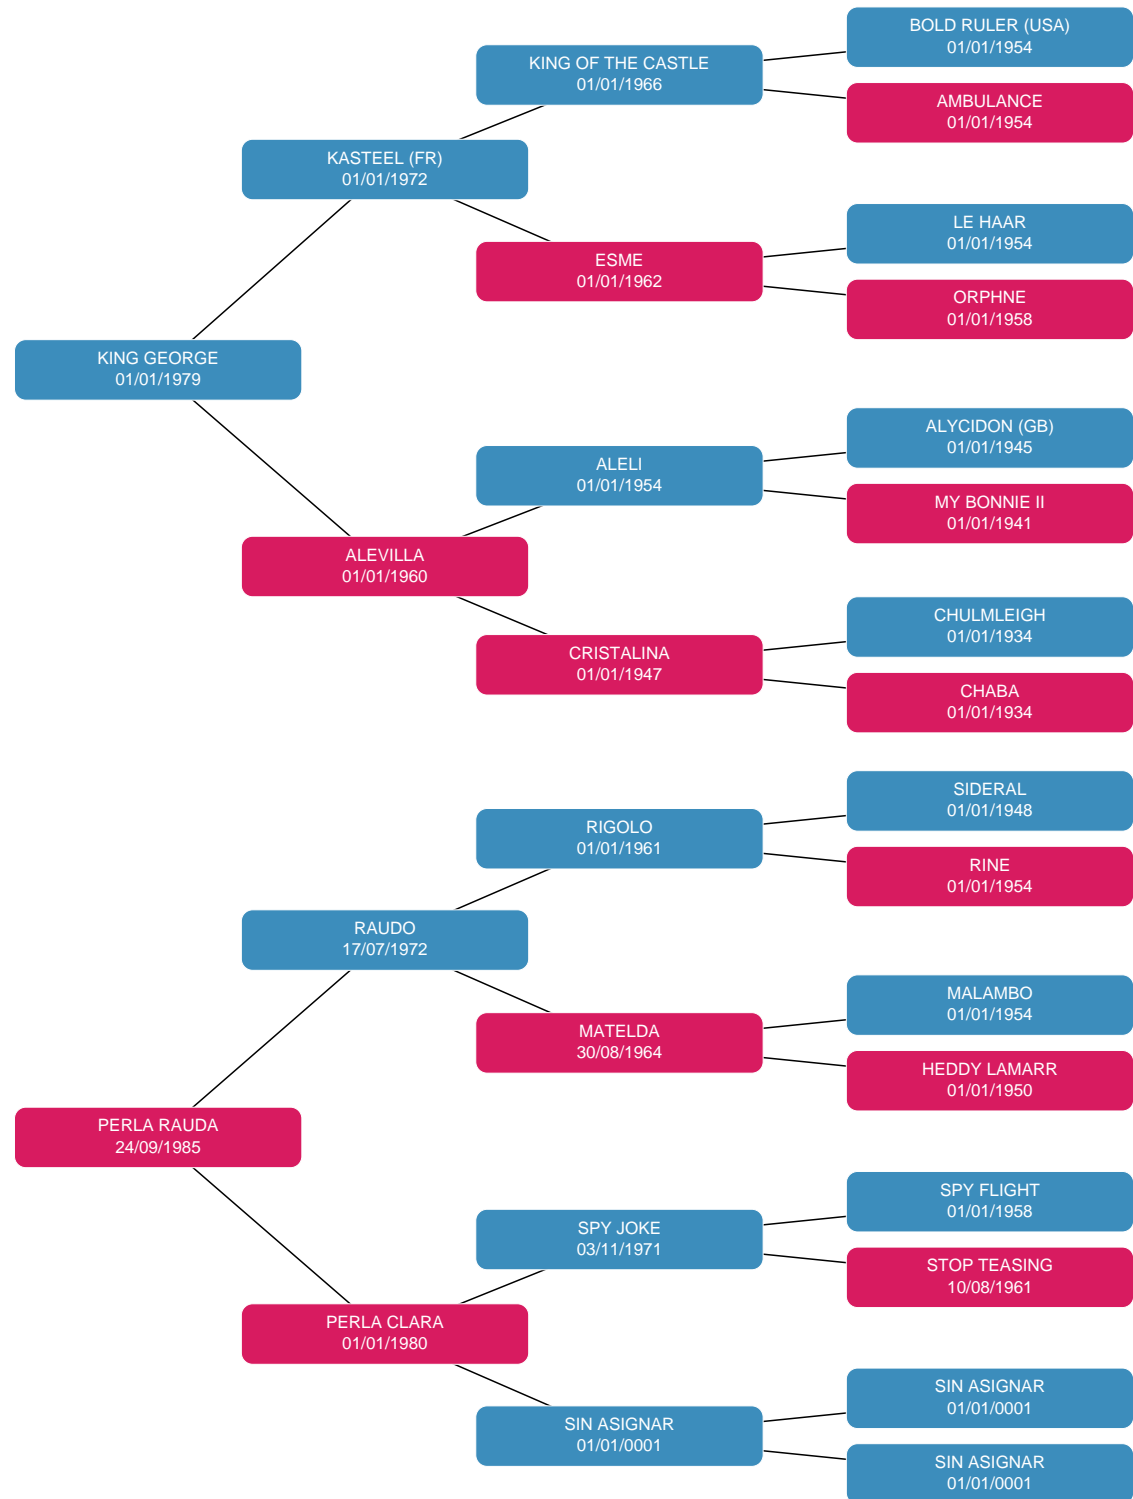 BOLD RULER (USA)
01/01/1954
KING OF THE CASTLE
01/01/1966
AMBULANCE
01/01/1954
KASTEEL (FR)
01/01/1972
LE HAAR
01/01/1954
ESME
01/01/1962
ORPHNE
01/01/1958
KING GEORGE
01/01/1979
ALYCIDON (GB)
01/01/1945
ALELI
01/01/1954
MY BONNIE II
01/01/1941
ALEVILLA
01/01/1960
CHULMLEIGH
01/01/1934
CRISTALINA
01/01/1947
CHABA
01/01/1934
SIDERAL
01/01/1948
RIGOLO
01/01/1961
RINE
01/01/1954
RAUDO
17/07/1972
MALAMBO
01/01/1954
MATELDA
30/08/1964
HEDDY LAMARR
01/01/1950
PERLA RAUDA
24/09/1985
SPY FLIGHT
01/01/1958
SPY JOKE
03/11/1971
STOP TEASING
10/08/1961
PERLA CLARA
01/01/1980
SIN ASIGNAR
01/01/0001
SIN ASIGNAR
01/01/0001
SIN ASIGNAR
01/01/0001